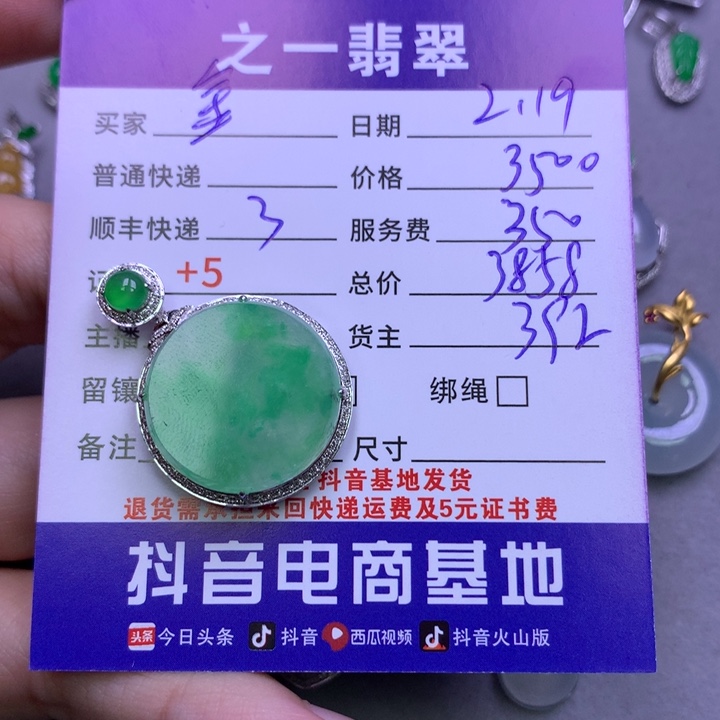 之一翡翠
买家 金 日期 2.19
普通快递 价格 3500
顺丰快递 3 服务费 350
+5 总价 3858
主播 货主 392
留镶 绑绳
备注 尺寸
抖音基地发货
退货需承担来回快递运费及5元证书费
抖音电商基地
头条 今日头条 抖音 西瓜视频 抖音火山版